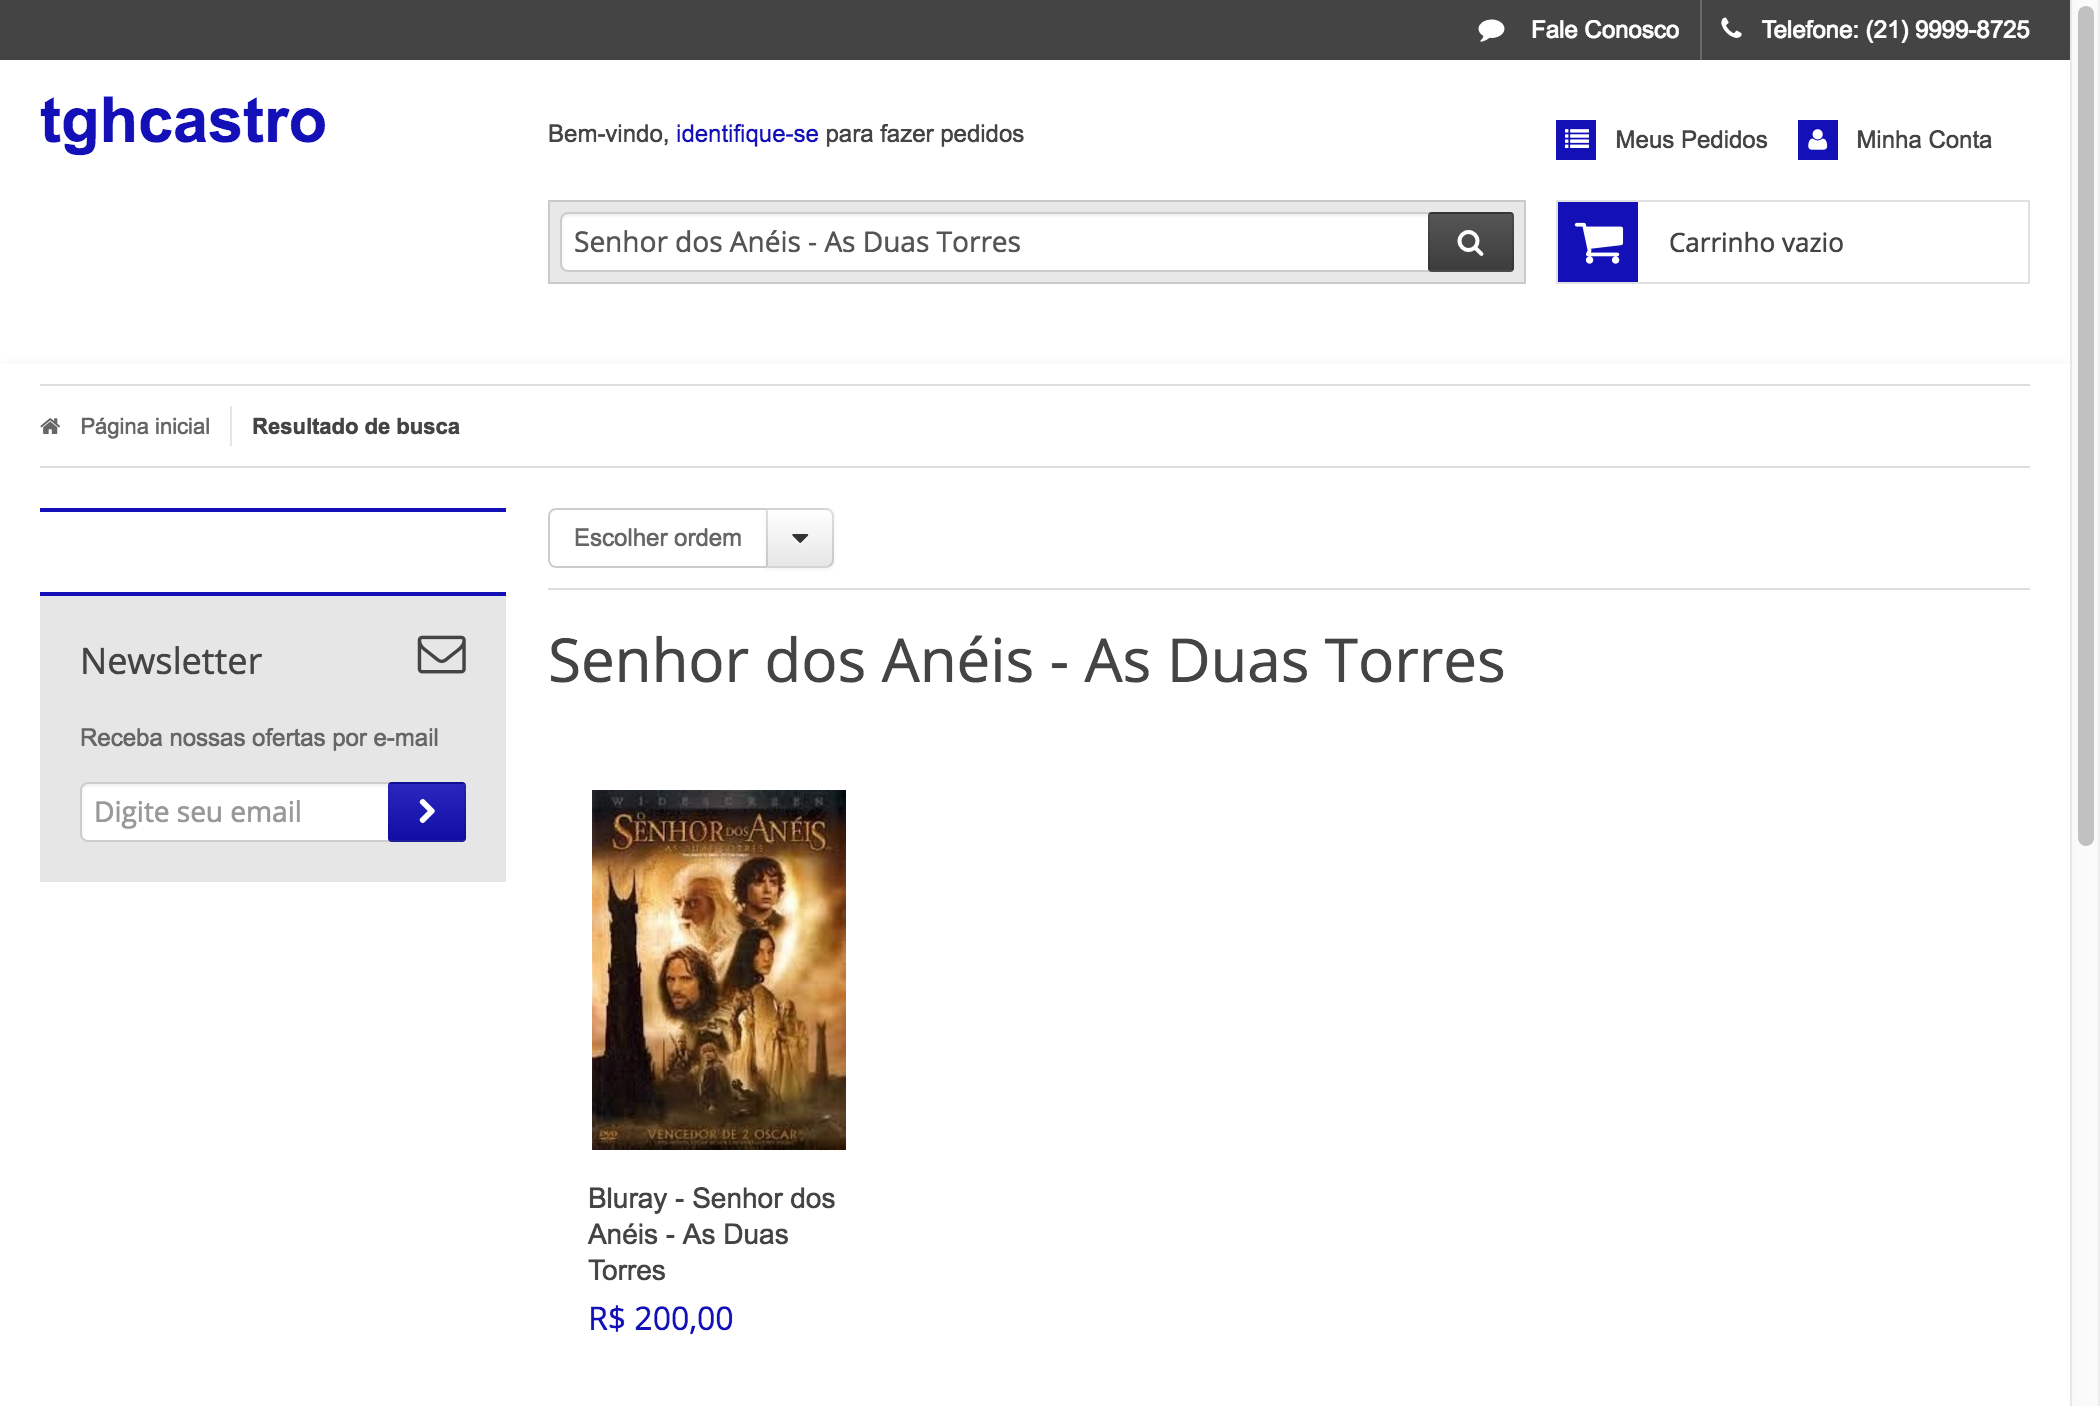 Fale Conosco
Telefone: (21) 9999-8725
tghcastro
Bem-vindo, identifique-se para fazer pedidos
Meus Pedidos
Minha Conta
Senhor dos Anéis - As Duas Torres
Carrinho vazio
Página inicial
Resultado de busca
Escolher ordem
Newsletter
Receba nossas ofertas por e-mail
Digite seu email
Senhor dos Anéis - As Duas Torres
WIDESCREEN
O SENHOR DOS ANÉIS
AS DUAS TORRES
DVD
VENCEDOR DE 2 OSCAR
Bluray - Senhor dos
Anéis - As Duas
Torres
R$ 200,00